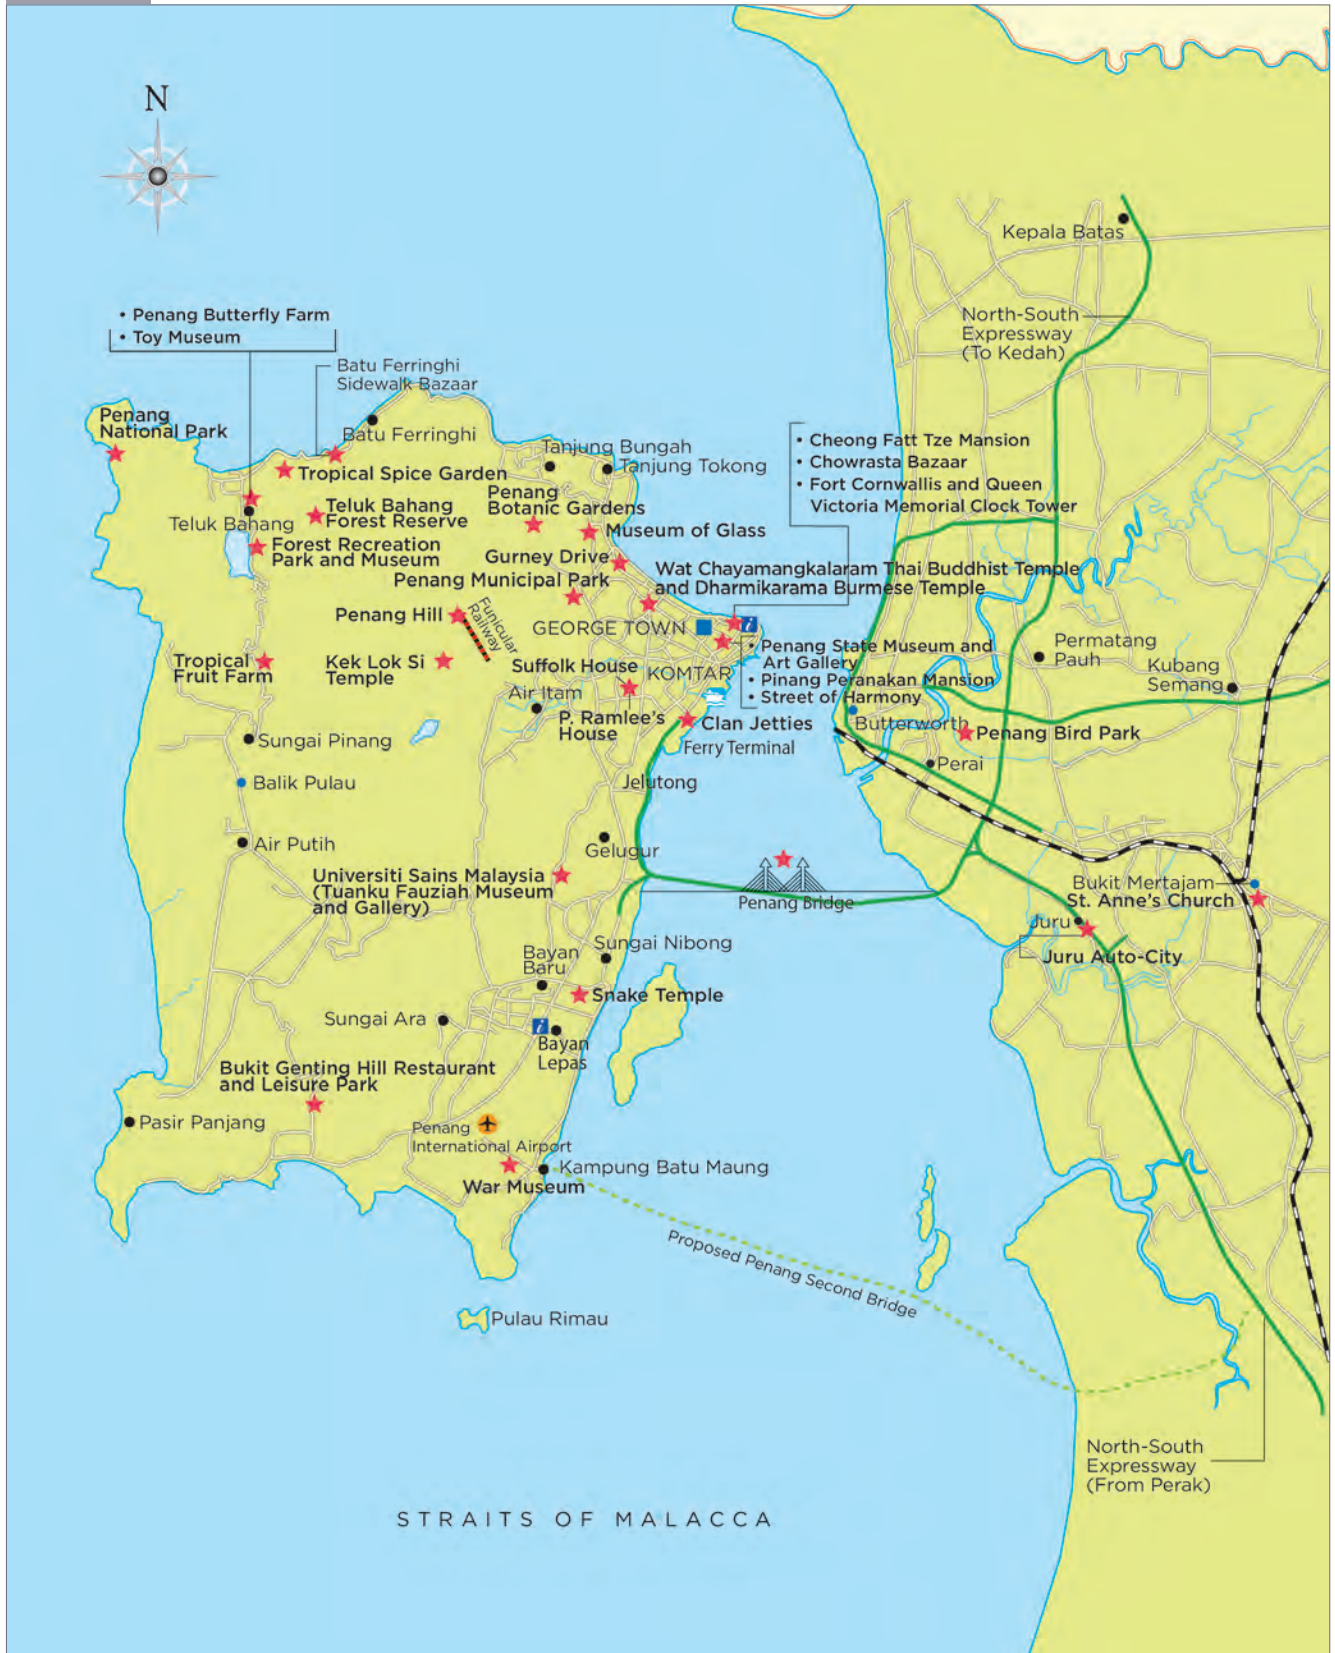 N
Kepala Batas
North-South
Expressway
(To Kedah)
• Penang Butterfly Farm
• Toy Museum
Batu Ferringhi
Sidewalk Bazaar
Penang
National Park
Batu Ferringhi
Tropical Spice Garden
Tanjung Bungah
Tanjung Tokong
• Cheong Fatt Tze Mansion
• Chowrasta Bazaar
• Fort Cornwallis and Queen
Victoria Memorial Clock Tower
Teluk Bahang
Teluk Bahang
Forest Reserve
Penang
Botanic Gardens
Museum of Glass
Forest Recreation
Park and Museum
Gurney Drive
Penang Municipal Park
Wat Chayamangkalaram Thai Buddhist Temple
and Dharmikarama Burmese Temple
Penang Hill
Funicular
Railway
GEORGE TOWN
i
• Penang State Museum and
Art Gallery
• Pinang Peranakan Mansion
• Street of Harmony
Permatang
Pauh
Kubang
Semang
Tropical
Fruit Farm
Kek Lok Si
Temple
Suffolk House
KOMTAR
Air Itam
P. Ramlee's
House
Clan Jetties
Ferry Terminal
Butterworth
Penang Bird Park
Sungai Pinang
Perai
Balik Pulau
Jelutong
Air Putih
Gelugur
Universiti Sains Malaysia
(Tuanku Fauziah Museum
and Gallery)
Penang Bridge
Bukit Mertajam
St. Anne's Church
Juru
Juru Auto-City
Sungai Nibong
Bayan
Baru
Snake Temple
Sungai Ara
i
Bayan
Lepas
Bukit Genting Hill Restaurant
and Leisure Park
Pasir Panjang
Penang
International Airport
War Museum
Kampung Batu Maung
Proposed Penang Second Bridge
Pulau Rimau
North-South
Expressway
(From Perak)
STRAITS OF MALACCA